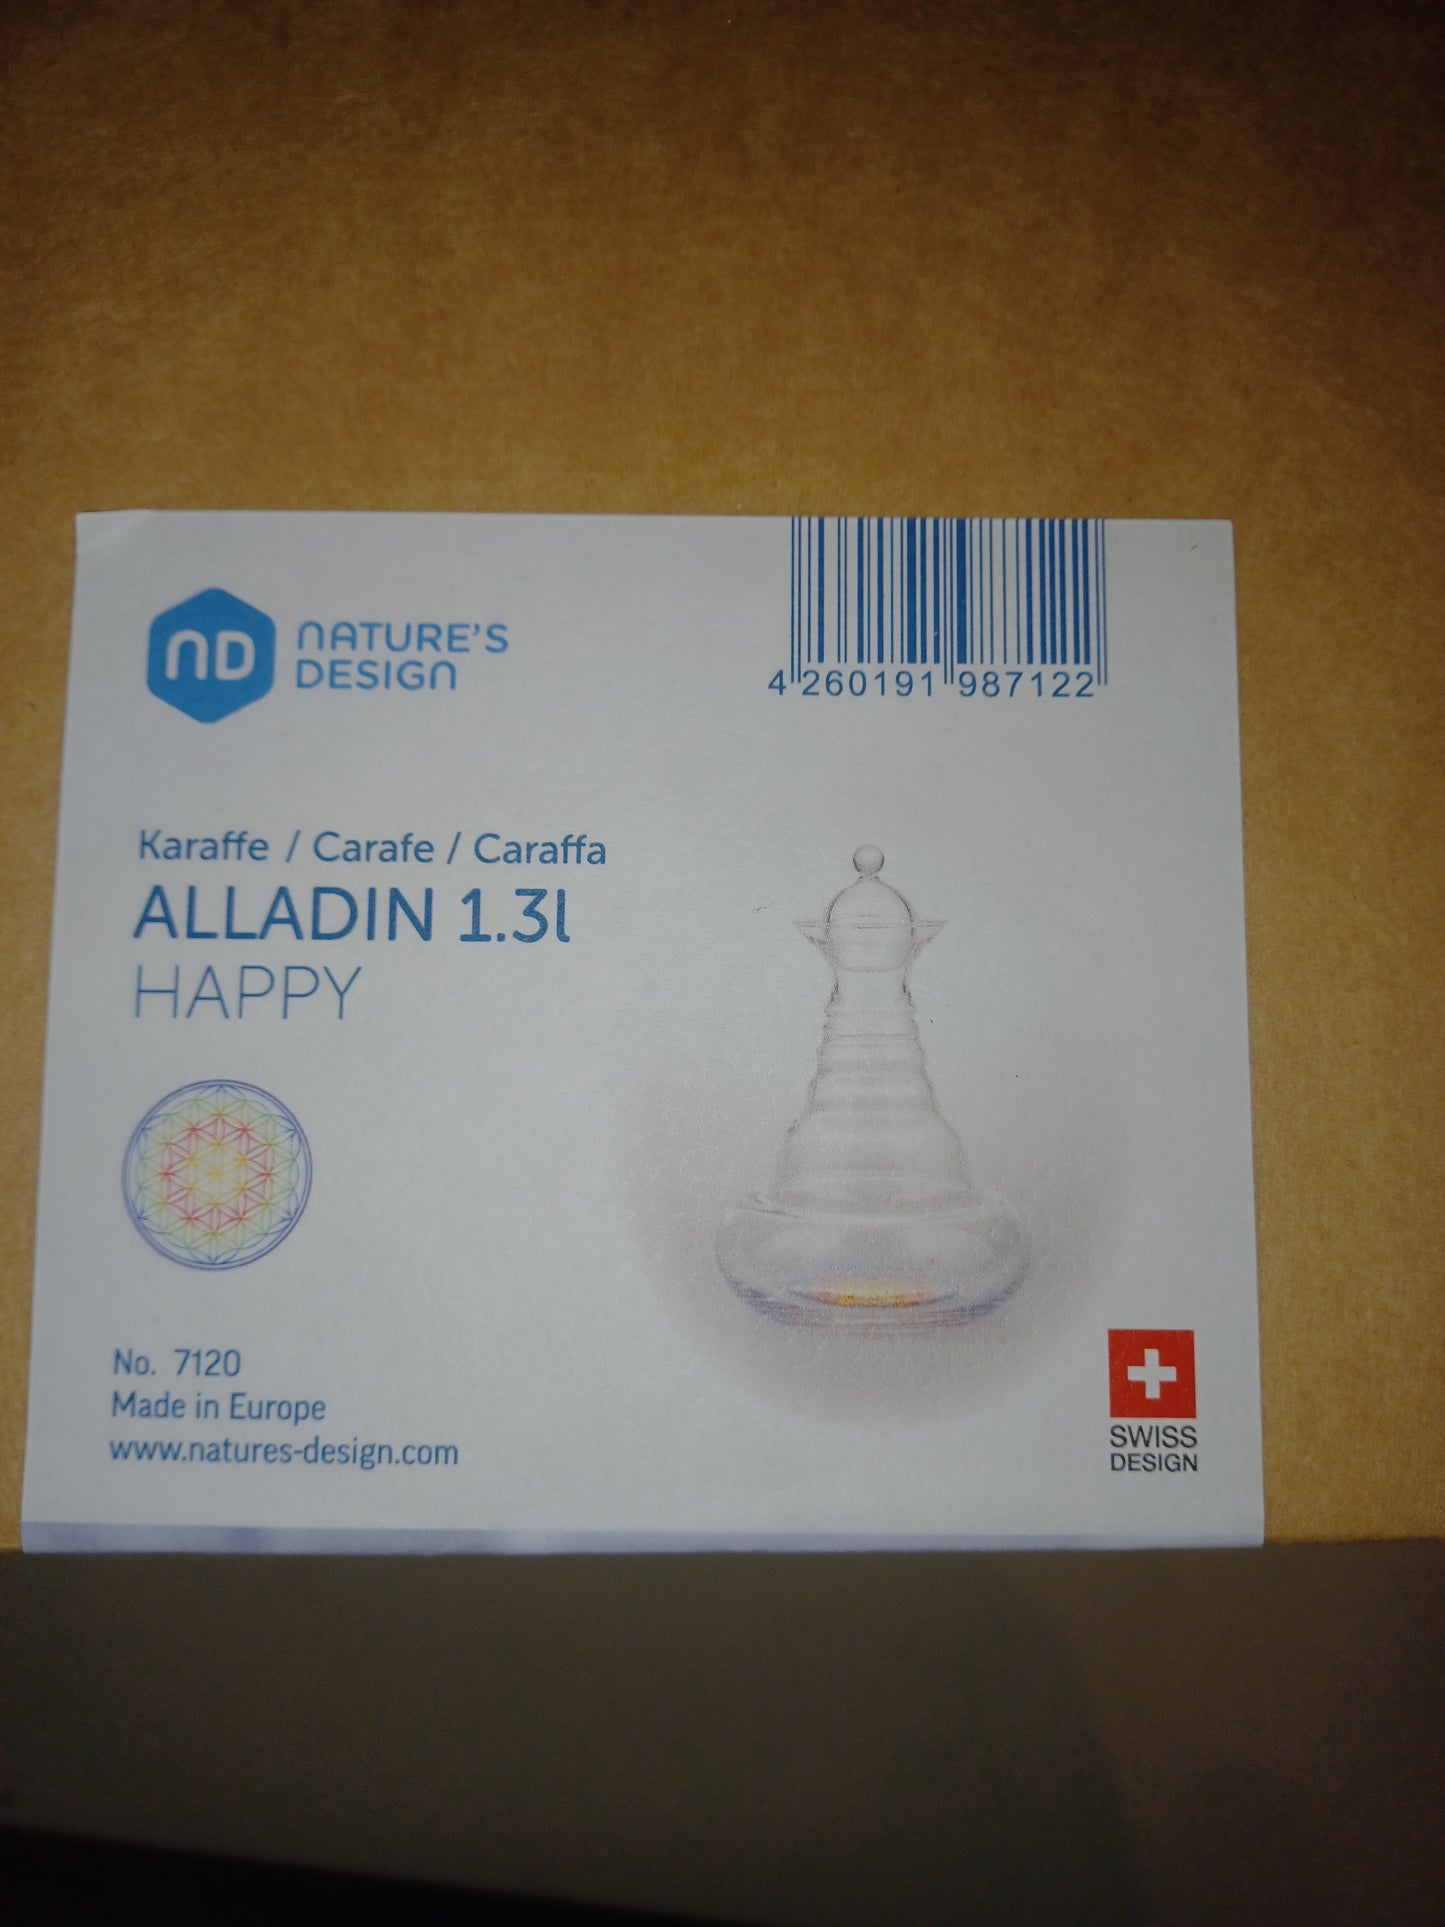 ND
NATURE'S
DESIGN
4 260191 987122
Karaffe / Carafe / Caraffa
ALLADIN 1.3l
HAPPY
No. 7120
Made in Europe
www.natures-design.com
SWISS
DESIGN